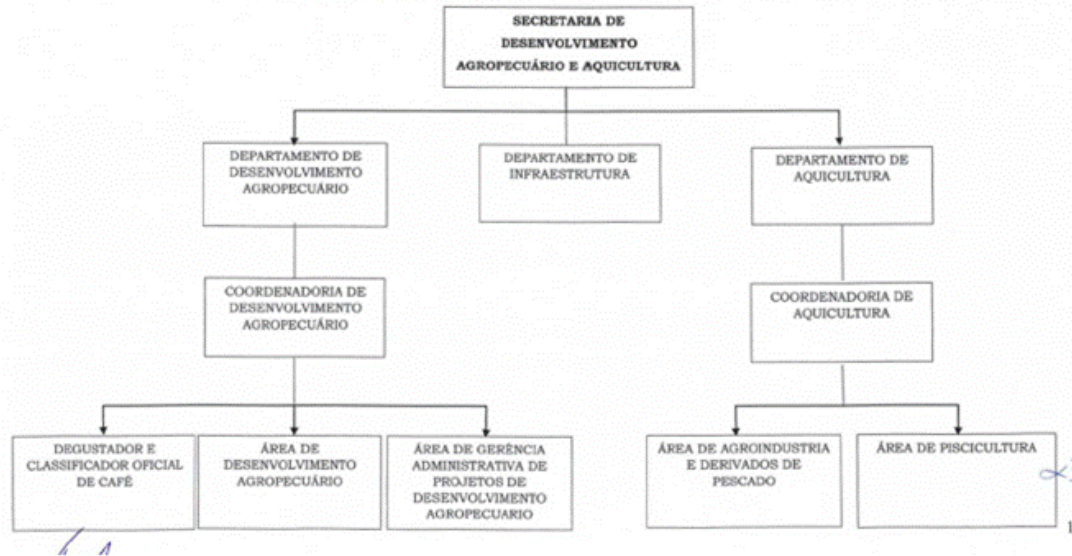 SECRETARIA DE
DESENVOLVIMENTO
AGROPECUÁRIO E AQUICULTURA
DEPARTAMENTO DE
DESENVOLVIMENTO
AGROPECUÁRIO
DEPARTAMENTO DE
INFRAESTRUTURA
DEPARTAMENTO DE
AQUICULTURA
COORDENADORIA DE
DESENVOLVIMENTO
AGROPECUÁRIO
COORDENADORIA DE
AQUICULTURA
DEGUSTADOR E
CLASSIFICADOR OFICIAL
DE CAFÉ
ÁREA DE
DESENVOLVIMENTO
AGROPECUÁRIO
ÁREA DE GERÊNCIA
ADMINISTRATIVA DE
PROJETOS DE
DESENVOLVIMENTO
AGROPECUARIO
ÁREA DE AGROINDUSTRIA
E DERIVADOS DE
PESCADO
ÁREA DE PISCICULTURA
1